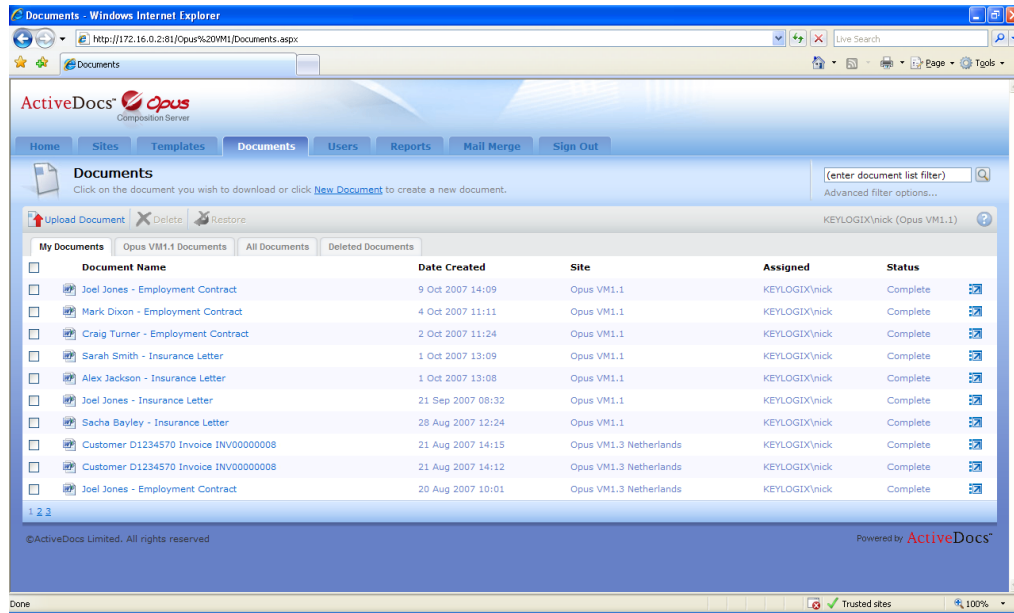 Documents - Windows Internet Explorer
http://172.16.0.2:81/Opus%20VM1/Documents.aspx
Live Search
Documents
Page Tools
ActiveDocs™ Opus
Composition Server
Home Sites Templates Documents Users Reports Mail Merge Sign Out
Documents
Click on the document you wish to download or click New Document to create a new document.
(enter document list filter)
Advanced filter options...
Upload Document Delete Restore KEYLOGIX\nick (Opus VM1.1) ?
My Documents Opus VM1.1 Documents All Documents Deleted Documents
Document Name Date Created Site Assigned Status
Joel Jones - Employment Contract 9 Oct 2007 14:09 Opus VM1.1 KEYLOGIX\nick Complete
Mark Dixon - Employment Contract 4 Oct 2007 11:11 Opus VM1.1 KEYLOGIX\nick Complete
Craig Turner - Employment Contract 2 Oct 2007 11:24 Opus VM1.1 KEYLOGIX\nick Complete
Sarah Smith - Insurance Letter 1 Oct 2007 13:09 Opus VM1.1 KEYLOGIX\nick Complete
Alex Jackson - Insurance Letter 1 Oct 2007 13:08 Opus VM1.1 KEYLOGIX\nick Complete
Joel Jones - Insurance Letter 21 Sep 2007 08:32 Opus VM1.1 KEYLOGIX\nick Complete
Sacha Bayley - Insurance Letter 28 Aug 2007 12:24 Opus VM1.1 KEYLOGIX\nick Complete
Customer D1234570 Invoice INV00000008 21 Aug 2007 14:15 Opus VM1.3 Netherlands KEYLOGIX\nick Complete
Customer D1234570 Invoice INV00000008 21 Aug 2007 14:12 Opus VM1.3 Netherlands KEYLOGIX\nick Complete
Joel Jones - Employment Contract 20 Aug 2007 10:01 Opus VM1.3 Netherlands KEYLOGIX\nick Complete
1 2 3
©ActiveDocs Limited. All rights reserved Powered by ActiveDocs™
Done Trusted sites 100%